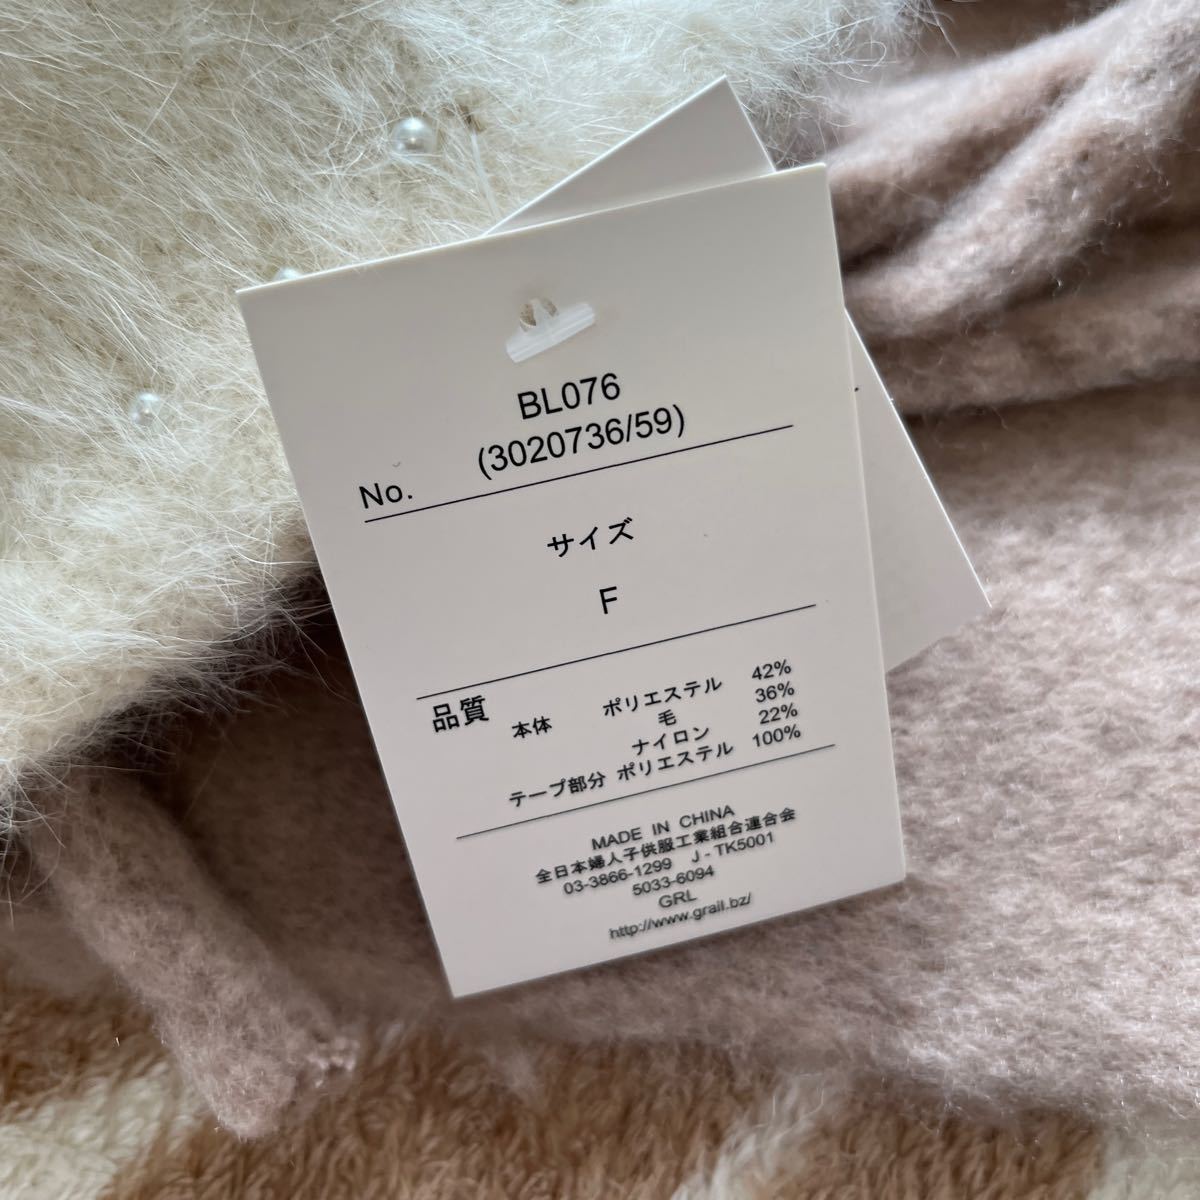 BL076
(3020736/59)
No.
サイズ
F
品質 本体 ポリエステル 42%
毛 36%
ナイロン 22%
テープ部分 ポリエステル 100%
MADE IN CHINA
全日本婦人子供服工業組合連合会
03-3866-1299 J-TK5001
5033-6094
GRL
http://www.grail.bz/